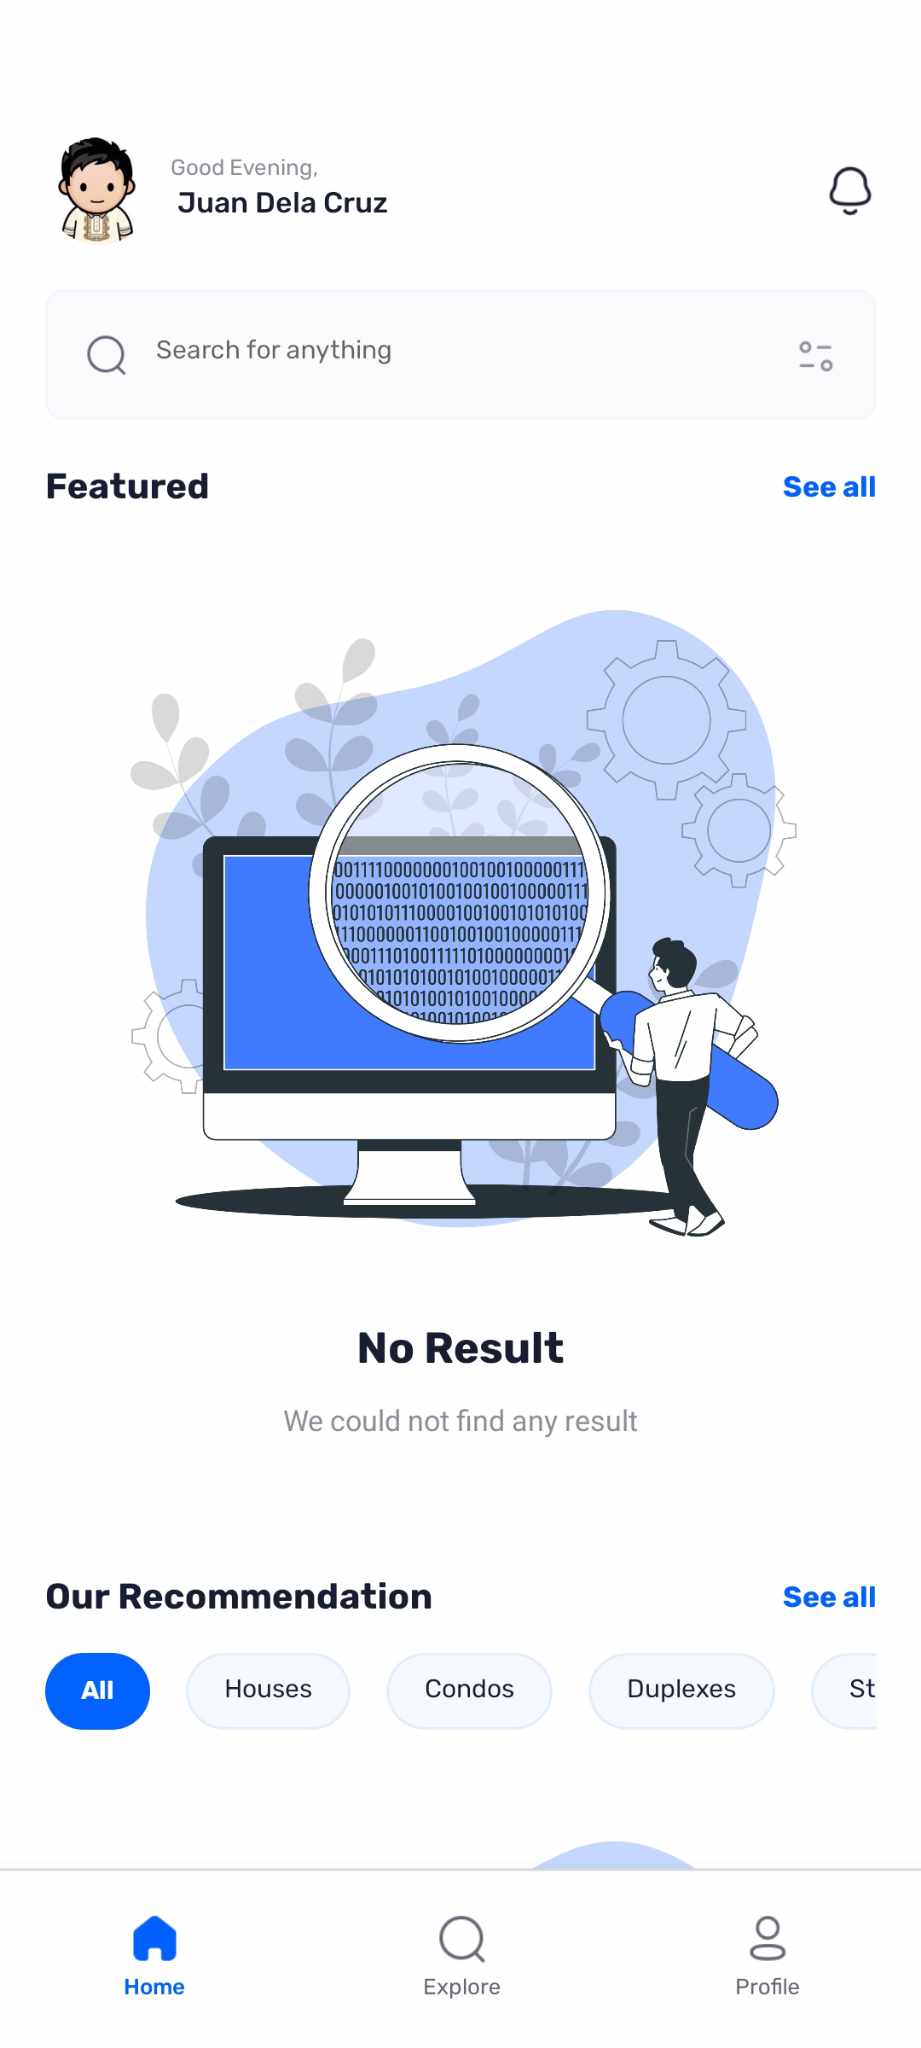 Good Evening,
Juan Dela Cruz
Search for anything
Featured
See all
No Result
We could not find any result
Our Recommendation
See all
All
Houses
Condos
Duplexes
St
Home
Explore
Profile